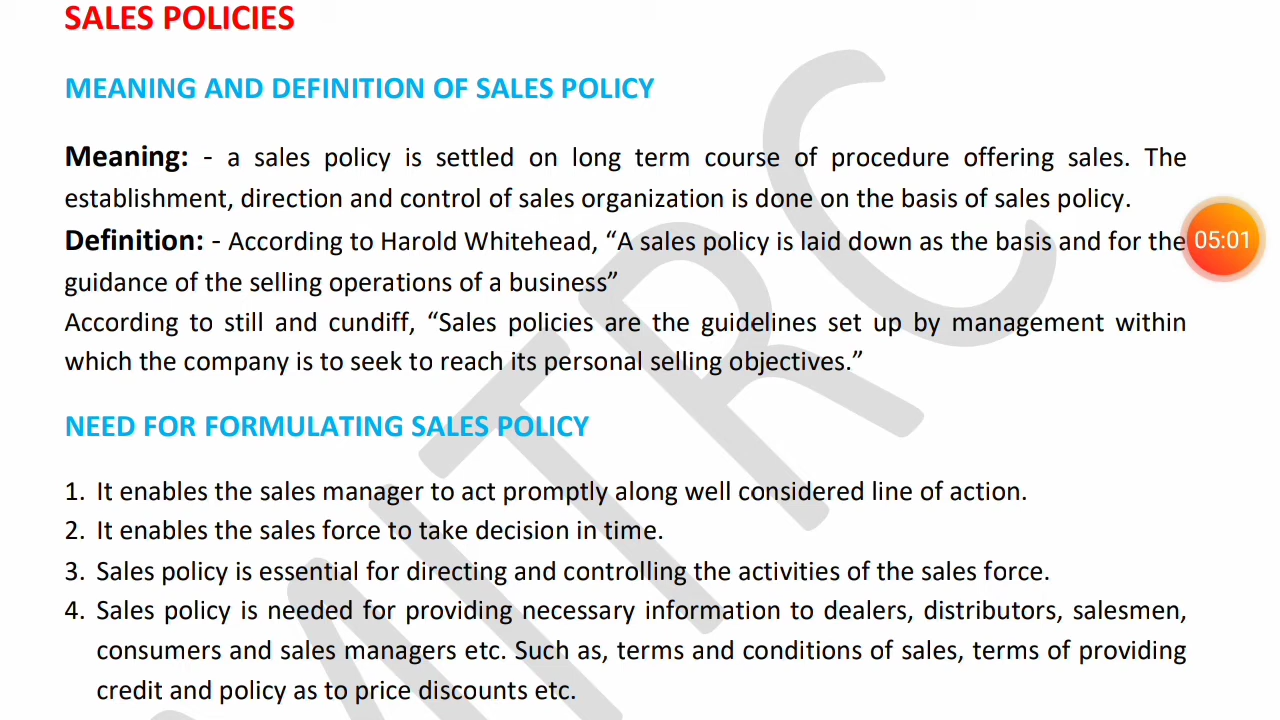 SALES POLICIES
MEANING AND DEFINITION OF SALES POLICY
Meaning: - a sales policy is settled on long term course of procedure offering sales. The
establishment, direction and control of sales organization is done on the basis of sales policy.
Definition: - According to Harold Whitehead, “A sales policy is laid down as the basis and for the
05:01
guidance of the selling operations of a business”
According to still and cundiff, “Sales policies are the guidelines set up by management within
which the company is to seek to reach its personal selling objectives.”
NEED FOR FORMULATING SALES POLICY
1. It enables the sales manager to act promptly along well considered line of action.
2. It enables the sales force to take decision in time.
3. Sales policy is essential for directing and controlling the activities of the sales force.
4. Sales policy is needed for providing necessary information to dealers, distributors, salesmen,
consumers and sales managers etc. Such as, terms and conditions of sales, terms of providing
credit and policy as to price discounts etc.
MITRC